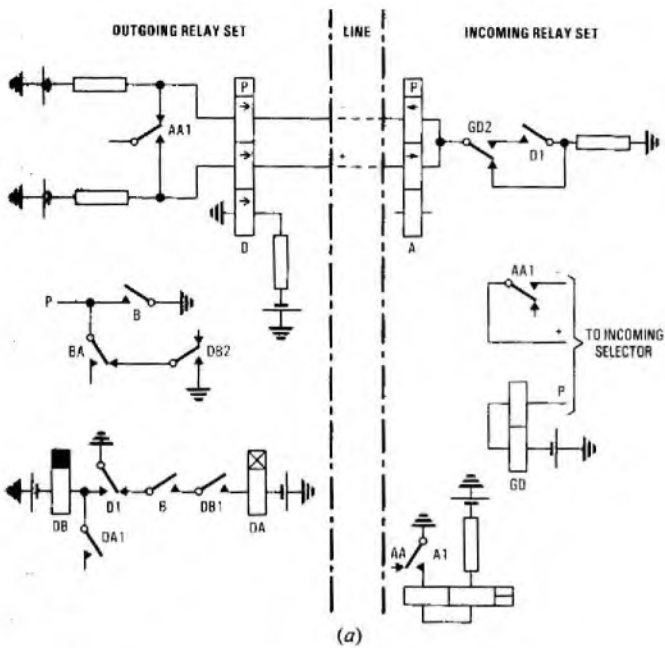 OUTGOING RELAY SET
LINE
INCOMING RELAY SET
P
P
AA1
GD2
D1
+
D
A
P
B
BA
DB2
AA1
+
TO INCOMING
SELECTOR
P
GD
DB
D1
B
DB1
DA
DA1
AA
A1
(a)